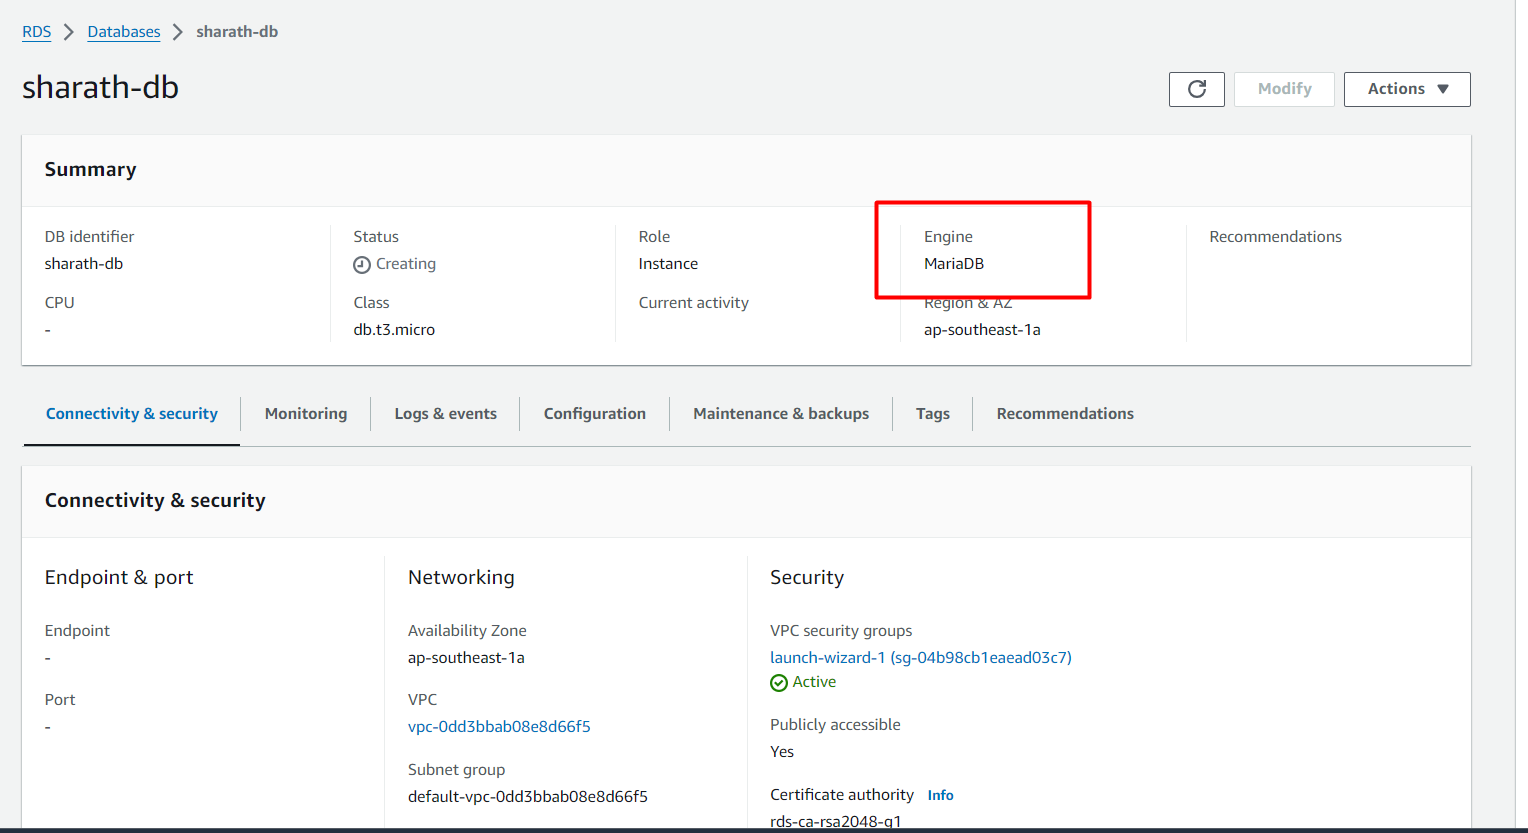 RDS > Databases > sharath-db
sharath-db
Modify
Actions
Summary
DB identifier
sharath-db
Status
Creating
Role
Instance
Engine
MariaDB
Recommendations
CPU
-
Class
db.t3.micro
Current activity
Region & AZ
ap-southeast-1a
Connectivity & security
Monitoring
Logs & events
Configuration
Maintenance & backups
Tags
Recommendations
Connectivity & security
Endpoint & port
Endpoint
-
Port
-
Networking
Availability Zone
ap-southeast-1a
VPC
vpc-0dd3bbab08e8d66f5
Subnet group
default-vpc-0dd3bbab08e8d66f5
Security
VPC security groups
launch-wizard-1 (sg-04b98cb1eaead03c7)
Active
Publicly accessible
Yes
Certificate authority Info
rds-ca-rsa2048-g1